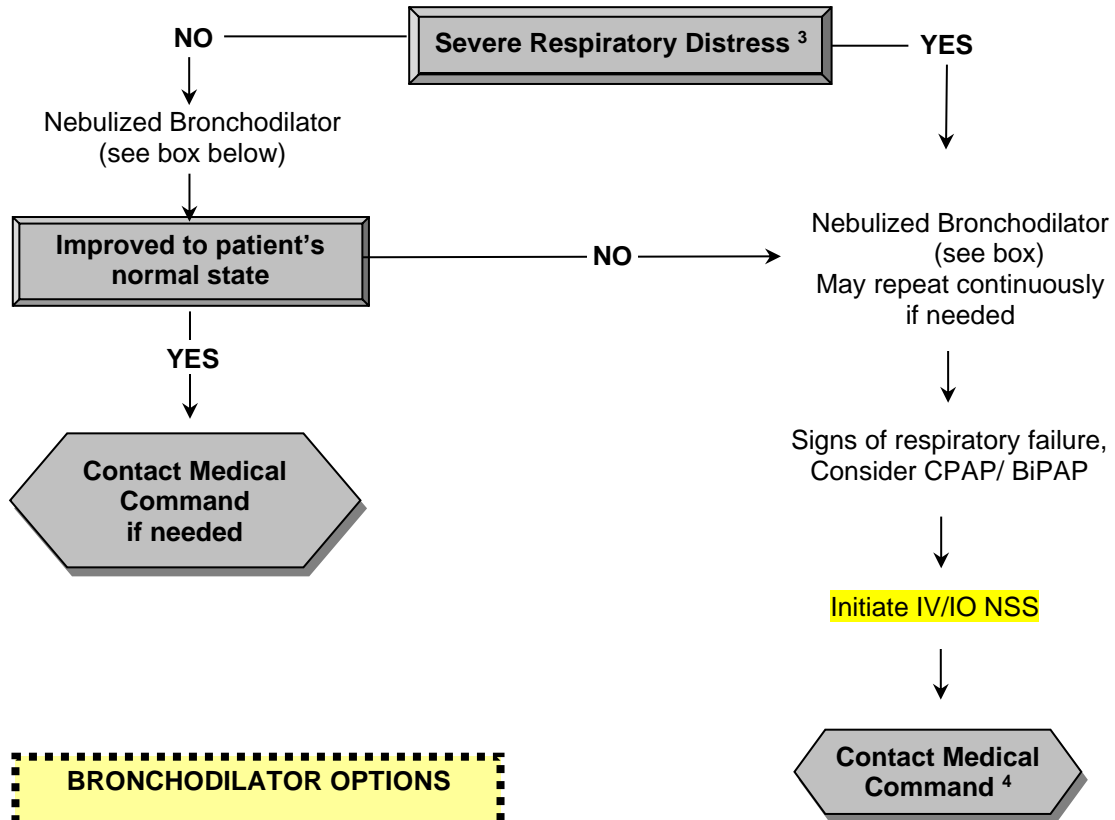 NO
Severe Respiratory Distress ³
YES
Nebulized Bronchodilator
(see box below)
Improved to patient’s
normal state
NO
Nebulized Bronchodilator
(see box)
May repeat continuously
if needed
YES
Contact Medical
Command
if needed
Signs of respiratory failure,
Consider CPAP/ BiPAP
Initiate IV/IO NSS
Contact Medical
Command ⁴
BRONCHODILATOR OPTIONS